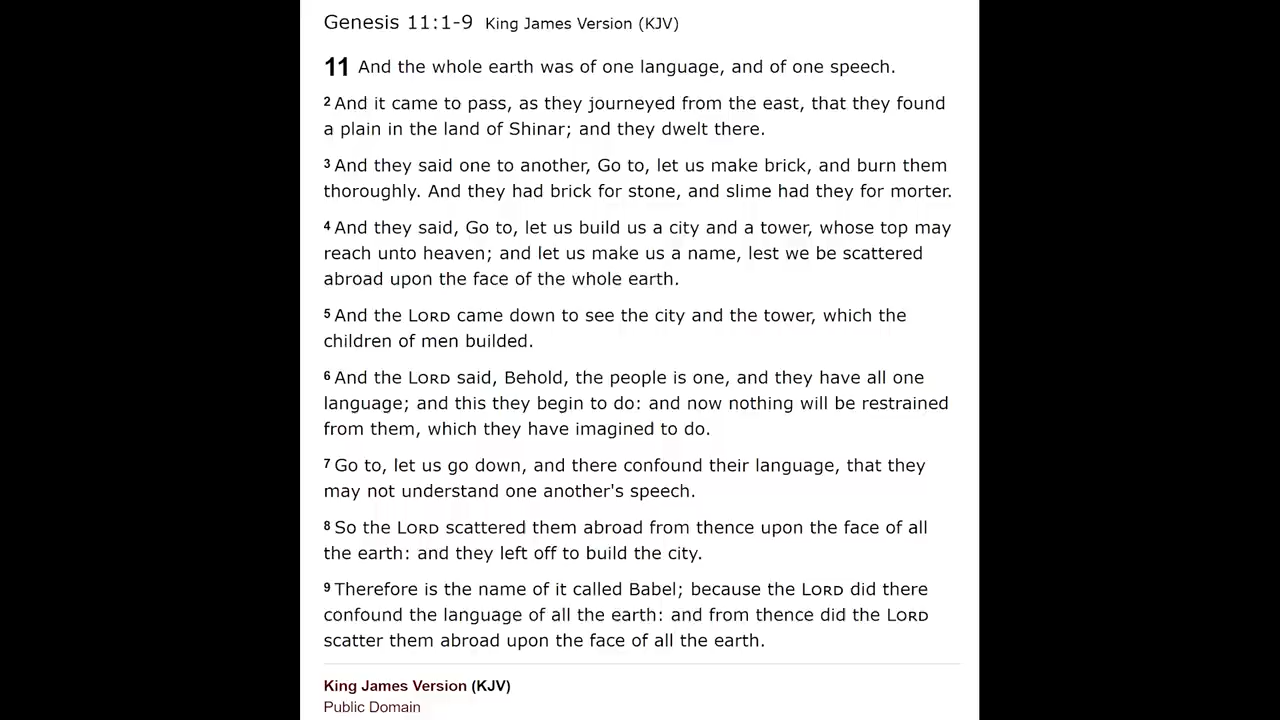 Genesis 11:1-9 King James Version (KJV)
11 And the whole earth was of one language, and of one speech.
2 And it came to pass, as they journeyed from the east, that they found
a plain in the land of Shinar; and they dwelt there.
3 And they said one to another, Go to, let us make brick, and burn them
thoroughly. And they had brick for stone, and slime had they for morter.
4 And they said, Go to, let us build us a city and a tower, whose top may
reach unto heaven; and let us make us a name, lest we be scattered
abroad upon the face of the whole earth.
5 And the LORD came down to see the city and the tower, which the
children of men builded.
6 And the LORD said, Behold, the people is one, and they have all one
language; and this they begin to do: and now nothing will be restrained
from them, which they have imagined to do.
7 Go to, let us go down, and there confound their language, that they
may not understand one another's speech.
8 So the LORD scattered them abroad from thence upon the face of all
the earth: and they left off to build the city.
9 Therefore is the name of it called Babel; because the LORD did there
confound the language of all the earth: and from thence did the LORD
scatter them abroad upon the face of all the earth.
King James Version (KJV)
Public Domain